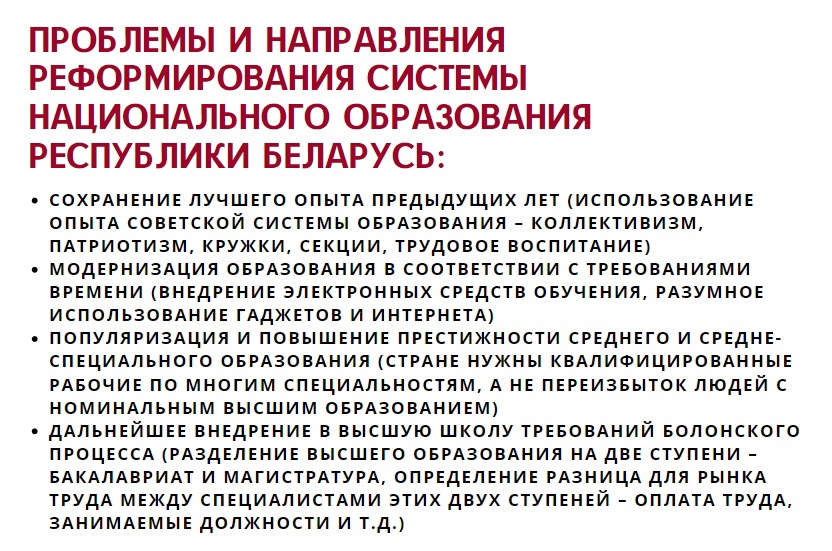 ПРОБЛЕМЫ И НАПРАВЛЕНИЯ
РЕФОРМИРОВАНИЯ СИСТЕМЫ
НАЦИОНАЛЬНОГО ОБРАЗОВАНИЯ
РЕСПУБЛИКИ БЕЛАРУСЬ:
• СОХРАНЕНИЕ ЛУЧШЕГО ОПЫТА ПРЕДЫДУЩИХ ЛЕТ (ИСПОЛЬЗОВАНИЕ
ОПЫТА СОВЕТСКОЙ СИСТЕМЫ ОБРАЗОВАНИЯ – КОЛЛЕКТИВИЗМ,
ПАТРИОТИЗМ, КРУЖКИ, СЕКЦИИ, ТРУДОВОЕ ВОСПИТАНИЕ)
• МОДЕРНИЗАЦИЯ ОБРАЗОВАНИЯ В СООТВЕТСТВИИ С ТРЕБОВАНИЯМИ
ВРЕМЕНИ (ВНЕДРЕНИЕ ЭЛЕКТРОННЫХ СРЕДСТВ ОБУЧЕНИЯ, РАЗУМНОЕ
ИСПОЛЬЗОВАНИЕ ГАДЖЕТОВ И ИНТЕРНЕТА)
• ПОПУЛЯРИЗАЦИЯ И ПОВЫШЕНИЕ ПРЕСТИЖНОСТИ СРЕДНЕГО И СРЕДНЕ-
СПЕЦИАЛЬНОГО ОБРАЗОВАНИЯ (СТРАНЕ НУЖНЫ КВАЛИФИЦИРОВАННЫЕ
РАБОЧИЕ ПО МНОГИМ СПЕЦИАЛЬНОСТЯМ, А НЕ ПЕРЕИЗБЫТОК ЛЮДЕЙ С
НОМИНАЛЬНЫМ ВЫСШИМ ОБРАЗОВАНИЕМ)
• ДАЛЬНЕЙШЕЕ ВНЕДРЕНИЕ В ВЫСШУЮ ШКОЛУ ТРЕБОВАНИЙ БОЛОНСКОГО
ПРОЦЕССА (РАЗДЕЛЕНИЕ ВЫСШЕГО ОБРАЗОВАНИЯ НА ДВЕ СТУПЕНИ –
БАКАЛАВРИАТ И МАГИСТРАТУРА, ОПРЕДЕЛЕНИЕ РАЗНИЦА ДЛЯ РЫНКА
ТРУДА МЕЖДУ СПЕЦИАЛИСТАМИ ЭТИХ ДВУХ СТУПЕНЕЙ – ОПЛАТА ТРУДА,
ЗАНИМАЕМЫЕ ДОЛЖНОСТИ И Т.Д.)